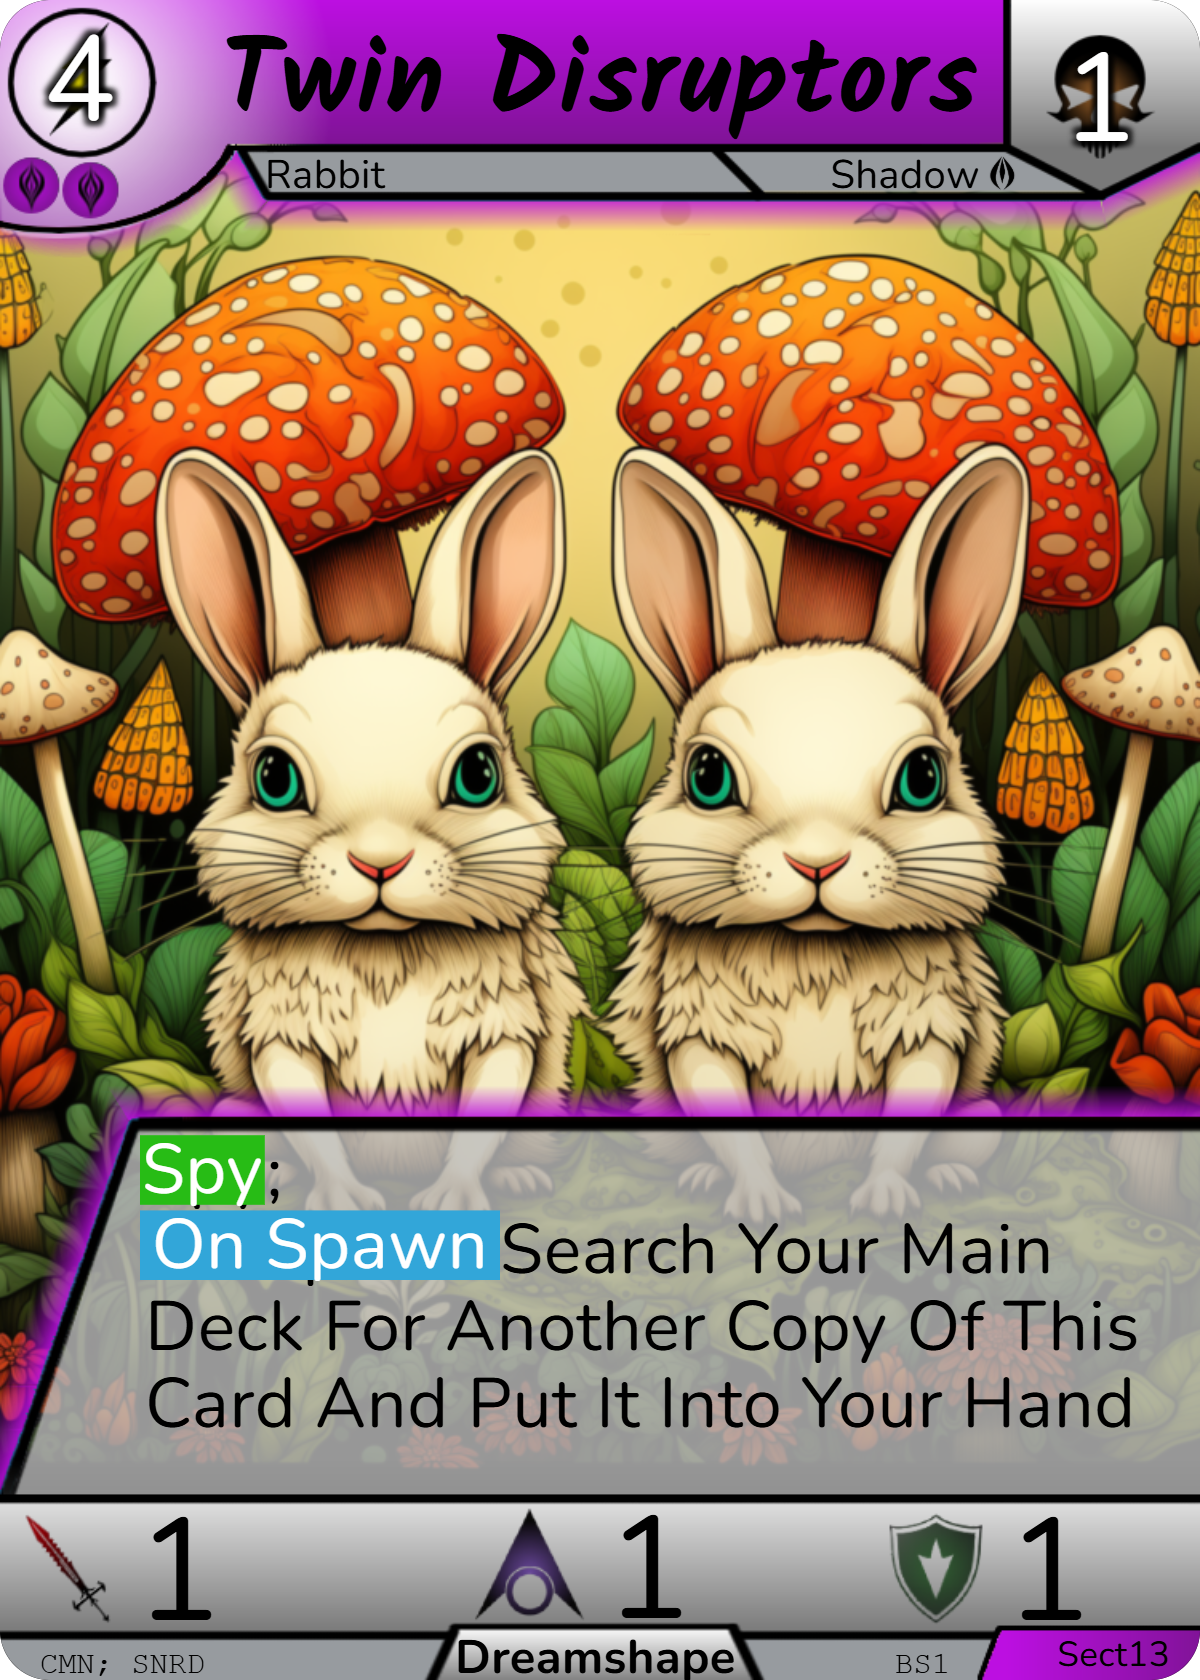 4
Twin Disruptors
1
Rabbit
Shadow
Spy;
On Spawn Search Your Main
Deck For Another Copy Of This
Card And Put It Into Your Hand
1
1
1
CMN; SNRD
Dreamshape
BS1
Sect13